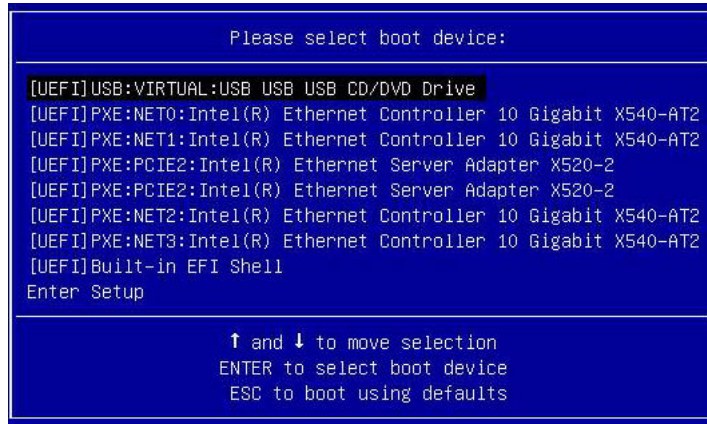 Please select boot device:
[UEFI]USB:VIRTUAL:USB USB USB CD/DVD Drive
[UEFI]PXE:NET0:Intel(R) Ethernet Controller 10 Gigabit X540-AT2
[UEFI]PXE:NET1:Intel(R) Ethernet Controller 10 Gigabit X540-AT2
[UEFI]PXE:PCIE2:Intel(R) Ethernet Server Adapter X520-2
[UEFI]PXE:PCIE2:Intel(R) Ethernet Server Adapter X520-2
[UEFI]PXE:NET2:Intel(R) Ethernet Controller 10 Gigabit X540-AT2
[UEFI]PXE:NET3:Intel(R) Ethernet Controller 10 Gigabit X540-AT2
[UEFI]Built-in EFI Shell
Enter Setup
↑ and ↓ to move selection
ENTER to select boot device
ESC to boot using defaults